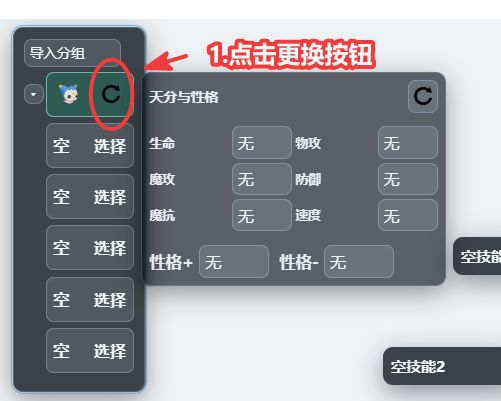 1.点击更换按钮
导入分组
天分与性格
生命 无 物攻 无
魔攻 无 防御 无
魔抗 无 速度 无
性格+ 无 性格- 无
空 选择
空 选择
空 选择
空 选择
空 选择
空技能
空技能2